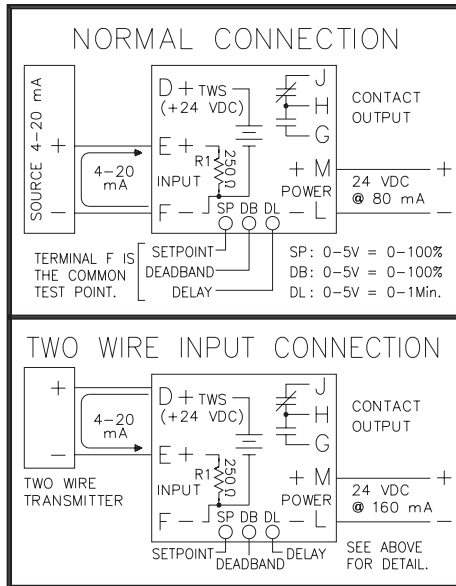 NORMAL CONNECTION
SOURCE 4-20 mA
+
-
4-20
mA
D + TWS
(+24 VDC)
E +
INPUT
R1
250Ω
F -
SP DB DL
J
H
G
CONTACT
OUTPUT
+ M
POWER
- L
+
24 VDC
@ 80 mA
-
TERMINAL F IS
THE COMMON
TEST POINT.
SETPOINT
DEADBAND
DELAY
SP: 0-5V = 0-100%
DB: 0-5V = 0-100%
DL: 0-5V = 0-1Min.
TWO WIRE INPUT CONNECTION
+
-
4-20
mA
TWO WIRE
TRANSMITTER
D + TWS
(+24 VDC)
E +
INPUT
R1
250Ω
F -
SP DB DL
J
H
G
CONTACT
OUTPUT
+ M
POWER
- L
+
24 VDC
@ 160 mA
-
SETPOINT
DEADBAND
DELAY
SEE ABOVE
FOR DETAIL.